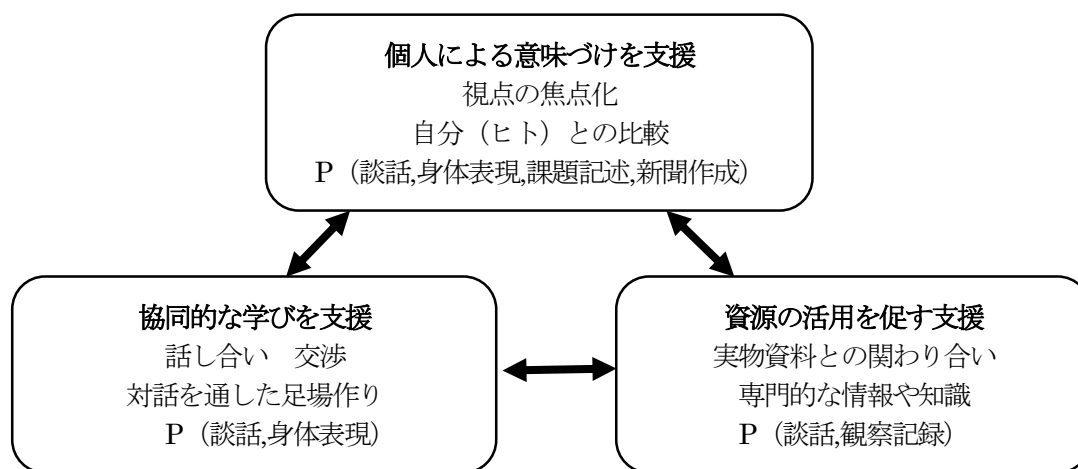 個人による意味づけを支援
視点の焦点化
自分（ヒト）との比較
P（談話,身体表現,課題記述,新聞作成）
協同的な学びを支援
話し合い　交渉
対話を通した足場作り
P（談話,身体表現）
資源の活用を促す支援
実物資料との関わり合い
専門的な情報や知識
P（談話,観察記録）